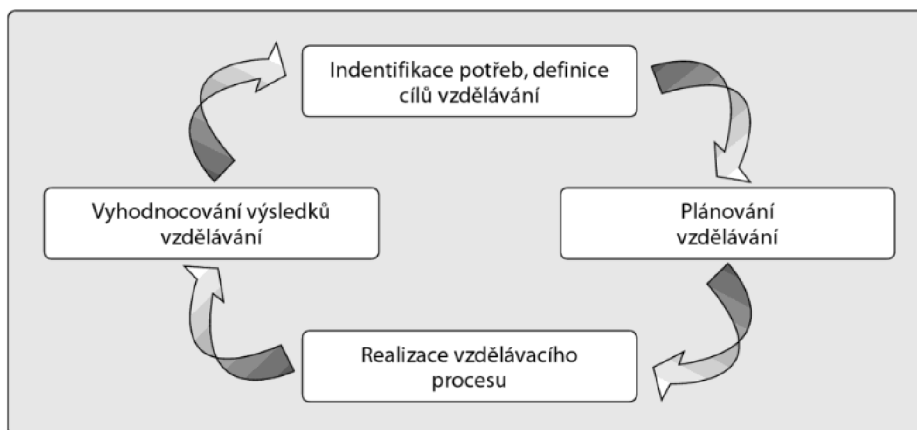 Indentifikace potřeb, definice
cílů vzdělávání
Vyhodnocování výsledků
vzdělávání
Plánování
vzdělávání
Realizace vzdělávacího
procesu